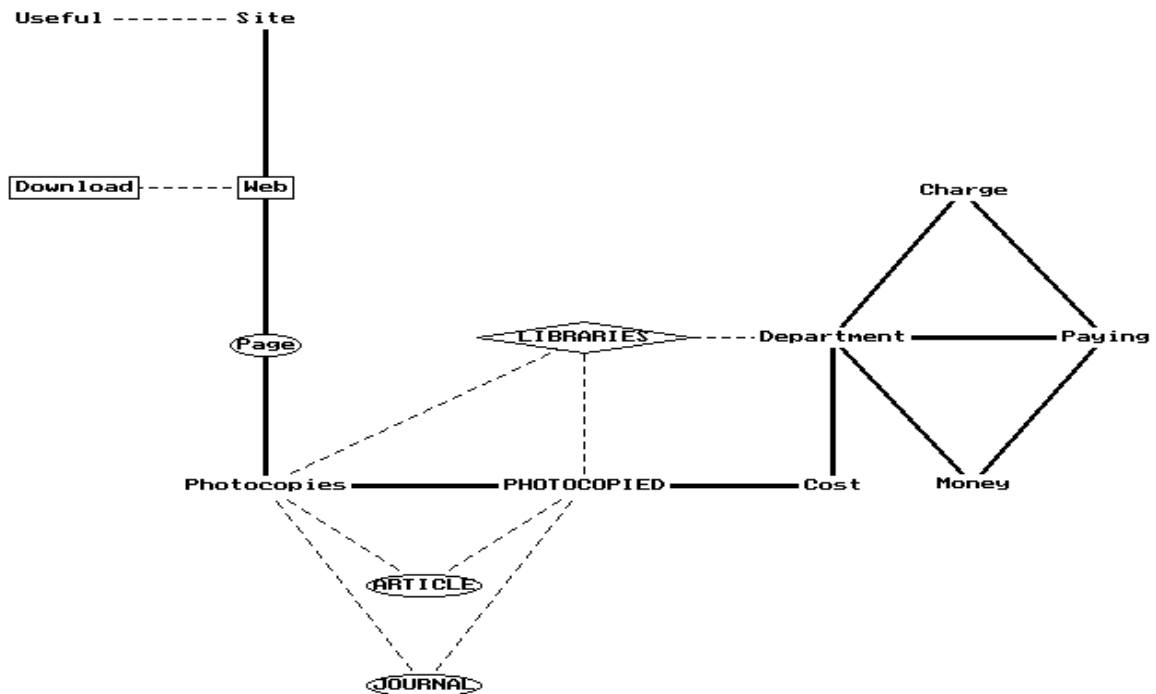 Useful Site
Download Web
Charge
Page LIBRARIES Department Paying
Photocopies PHOTOCOPIED Cost Money
ARTICLE
JOURNAL